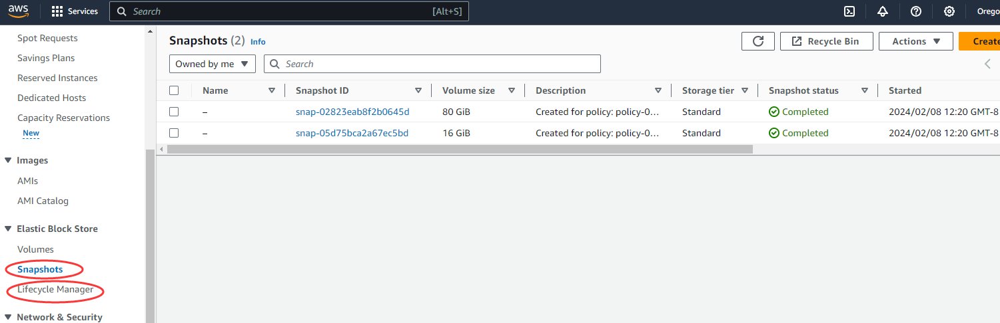 aws Services Search [Alt+S] Orego
Spot Requests
Savings Plans
Reserved Instances
Dedicated Hosts
Capacity Reservations
New
Images
AMIs
AMI Catalog
Elastic Block Store
Volumes
Snapshots
Lifecycle Manager
Network & Security
Snapshots (2) Info Recycle Bin Actions Create
Owned by me Search
Name Snapshot ID Volume size Description Storage tier Snapshot status Started
– snap-02823eab8f2b0645d 80 GiB Created for policy: policy-0... Standard Completed 2024/02/08 12:20 GMT-8
– snap-05d75bca2a67ec5bd 16 GiB Created for policy: policy-0... Standard Completed 2024/02/08 12:20 GMT-8